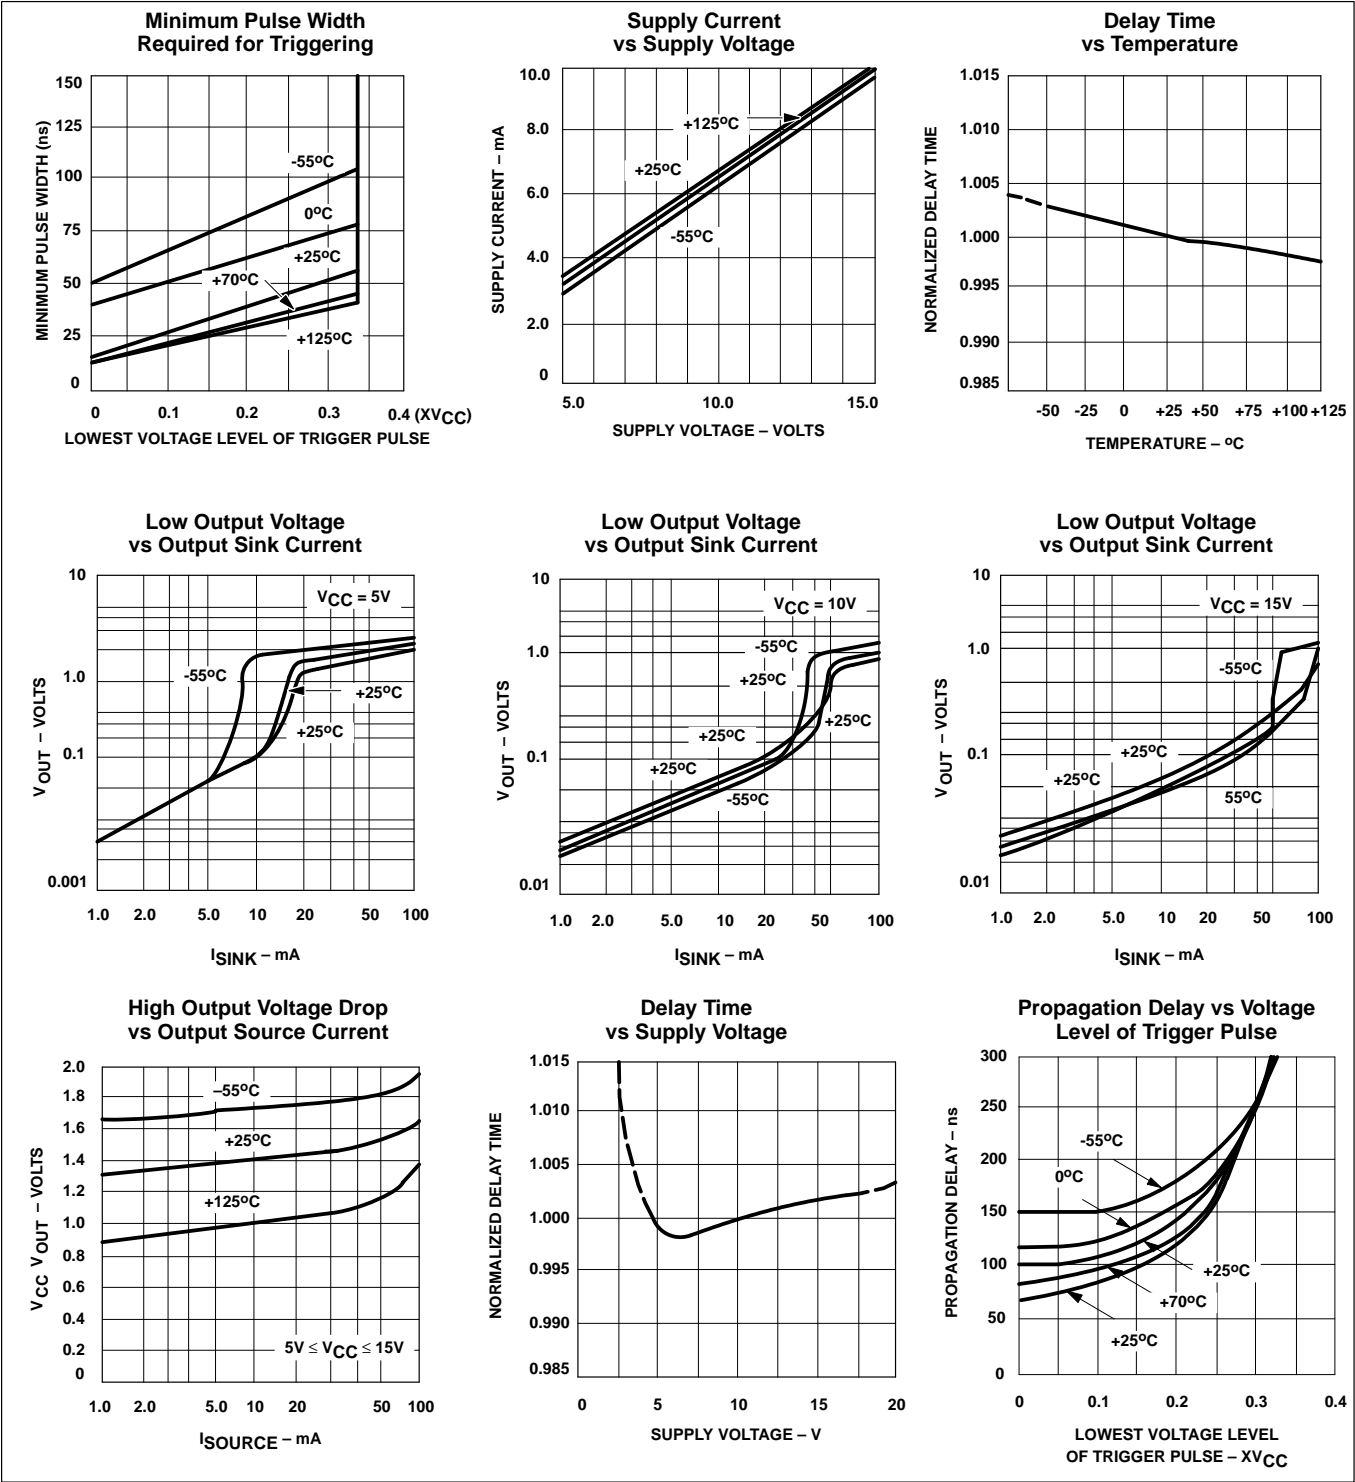 Minimum Pulse Width
Required for Triggering
MINIMUM PULSE WIDTH (ns)
150
125
100
75
50
25
0
-55ºC
0ºC
+25ºC
+70ºC
+125ºC
0 0.1 0.2 0.3 0.4 (XVCC)
LOWEST VOLTAGE LEVEL OF TRIGGER PULSE
Supply Current
vs Supply Voltage
SUPPLY CURRENT – mA
10.0
8.0
6.0
4.0
2.0
0
+125ºC
+25ºC
-55ºC
5.0 10.0 15.0
SUPPLY VOLTAGE – VOLTS
Delay Time
vs Temperature
NORMALIZED DELAY TIME
1.015
1.010
1.005
1.000
0.995
0.990
0.985
-50 -25 0 +25 +50 +75 +100 +125
TEMPERATURE – ºC
Low Output Voltage
vs Output Sink Current
VOUT – VOLTS
10
1.0
0.1
0.001
VCC = 5V
-55ºC
+25ºC
+25ºC
1.0 2.0 5.0 10 20 50 100
ISINK – mA
Low Output Voltage
vs Output Sink Current
VOUT – VOLTS
10
1.0
0.1
0.01
VCC = 10V
-55ºC
+25ºC
+25ºC
+25ºC
+25ºC
-55ºC
1.0 2.0 5.0 10 20 50 100
ISINK – mA
Low Output Voltage
vs Output Sink Current
VOUT – VOLTS
10
1.0
0.1
0.01
VCC = 15V
-55ºC
+25ºC
+25ºC
55ºC
1.0 2.0 5.0 10 20 50 100
ISINK – mA
High Output Voltage Drop
vs Output Source Current
VCC VOUT – VOLTS
2.0
1.8
1.6
1.4
1.2
1.0
0.8
0.6
0.4
0.2
0
–55ºC
+25ºC
+125ºC
5V ≤ VCC ≤ 15V
1.0 2.0 5.0 10 20 50 100
ISOURCE – mA
Delay Time
vs Supply Voltage
NORMALIZED DELAY TIME
1.015
1.010
1.005
1.000
0.995
0.990
0.985
0 5 10 15 20
SUPPLY VOLTAGE – V
Propagation Delay vs Voltage
Level of Trigger Pulse
PROPAGATION DELAY – ns
300
250
200
150
100
50
0
-55ºC
0ºC
+25ºC
+70ºC
+25ºC
0 0.1 0.2 0.3 0.4
LOWEST VOLTAGE LEVEL
OF TRIGGER PULSE – XVCC